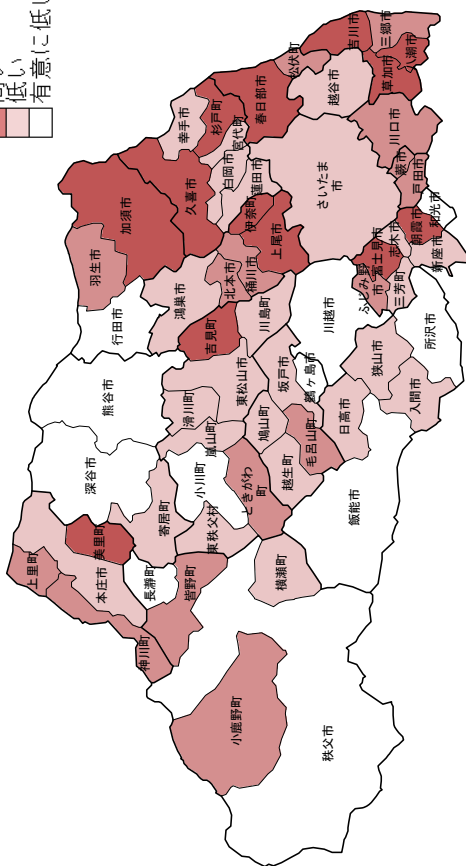 低い
有意に低い
吉川市
三郷市
八潮市
草加市
松伏町
越谷市
春日部市
杉戸町
幸手市
宮代町
川口市
蕨市
戸田市
白岡市
蓮田市
さいたま
市
久喜市
加須市
羽生市
伊奈町
上尾市
桶川市
北本市
鴻巣市
行田市
和光市
朝霞市
志木市
新座市
富士見市
ふじみ野
市
三芳町
川越市
所沢市
川島町
吉見町
狭山市
入間市
坂戸市
鶴ヶ島市
日高市
東松山市
滑川町
熊谷市
鳩山町
毛呂山町
越生町
嵐山町
小川町
ときがわ
町
飯能市
深谷市
寄居町
東秩父村
横瀬町
美里町
本庄市
上里町
長瀞町
皆野町
神川町
小鹿野町
秩父市